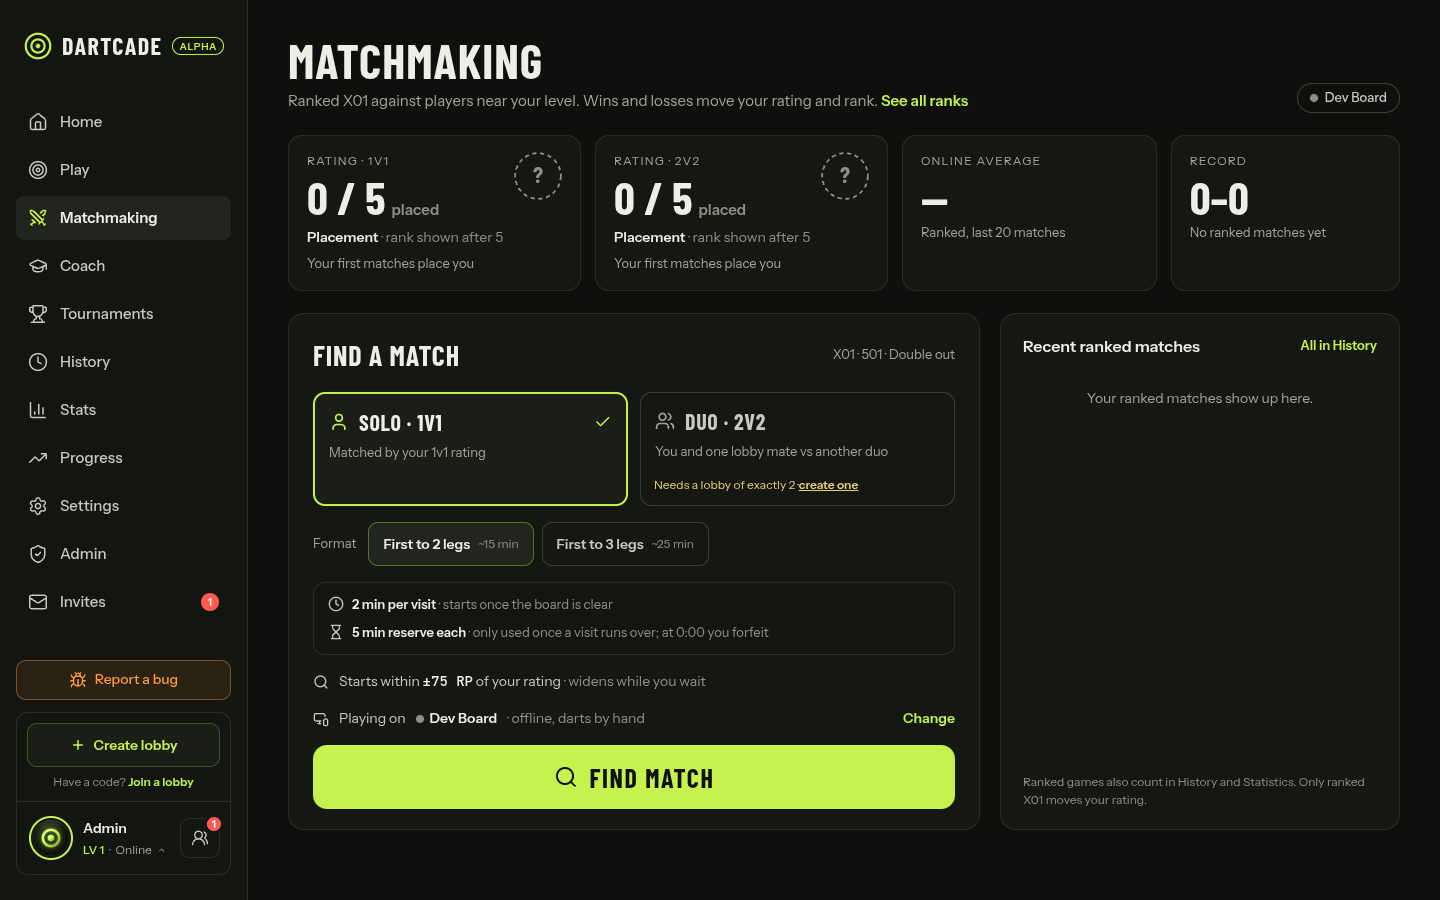 DARTCADE ALPHA
Home
Play
Matchmaking
Coach
Tournaments
History
Stats
Progress
Settings
Admin
Invites 1
Report a bug
+ Create lobby
Have a code? Join a lobby
Admin
LV 1 · Online
1
MATCHMAKING
Ranked X01 against players near your level. Wins and losses move your rating and rank. See all ranks
Dev Board
RATING · 1V1
?
0 / 5 placed
Placement · rank shown after 5
Your first matches place you
RATING · 2V2
?
0 / 5 placed
Placement · rank shown after 5
Your first matches place you
ONLINE AVERAGE
—
Ranked, last 20 matches
RECORD
0–0
No ranked matches yet
FIND A MATCH
X01 · 501 · Double out
SOLO · 1V1
Matched by your 1v1 rating
DUO · 2V2
You and one lobby mate vs another duo
Needs a lobby of exactly 2 · create one
Format
First to 2 legs ~15 min
First to 3 legs ~25 min
2 min per visit · starts once the board is clear
5 min reserve each · only used once a visit runs over; at 0:00 you forfeit
Starts within ±75 RP of your rating · widens while you wait
Playing on Dev Board · offline, darts by hand
Change
FIND MATCH
Recent ranked matches
All in History
Your ranked matches show up here.
Ranked games also count in History and Statistics. Only ranked
X01 moves your rating.